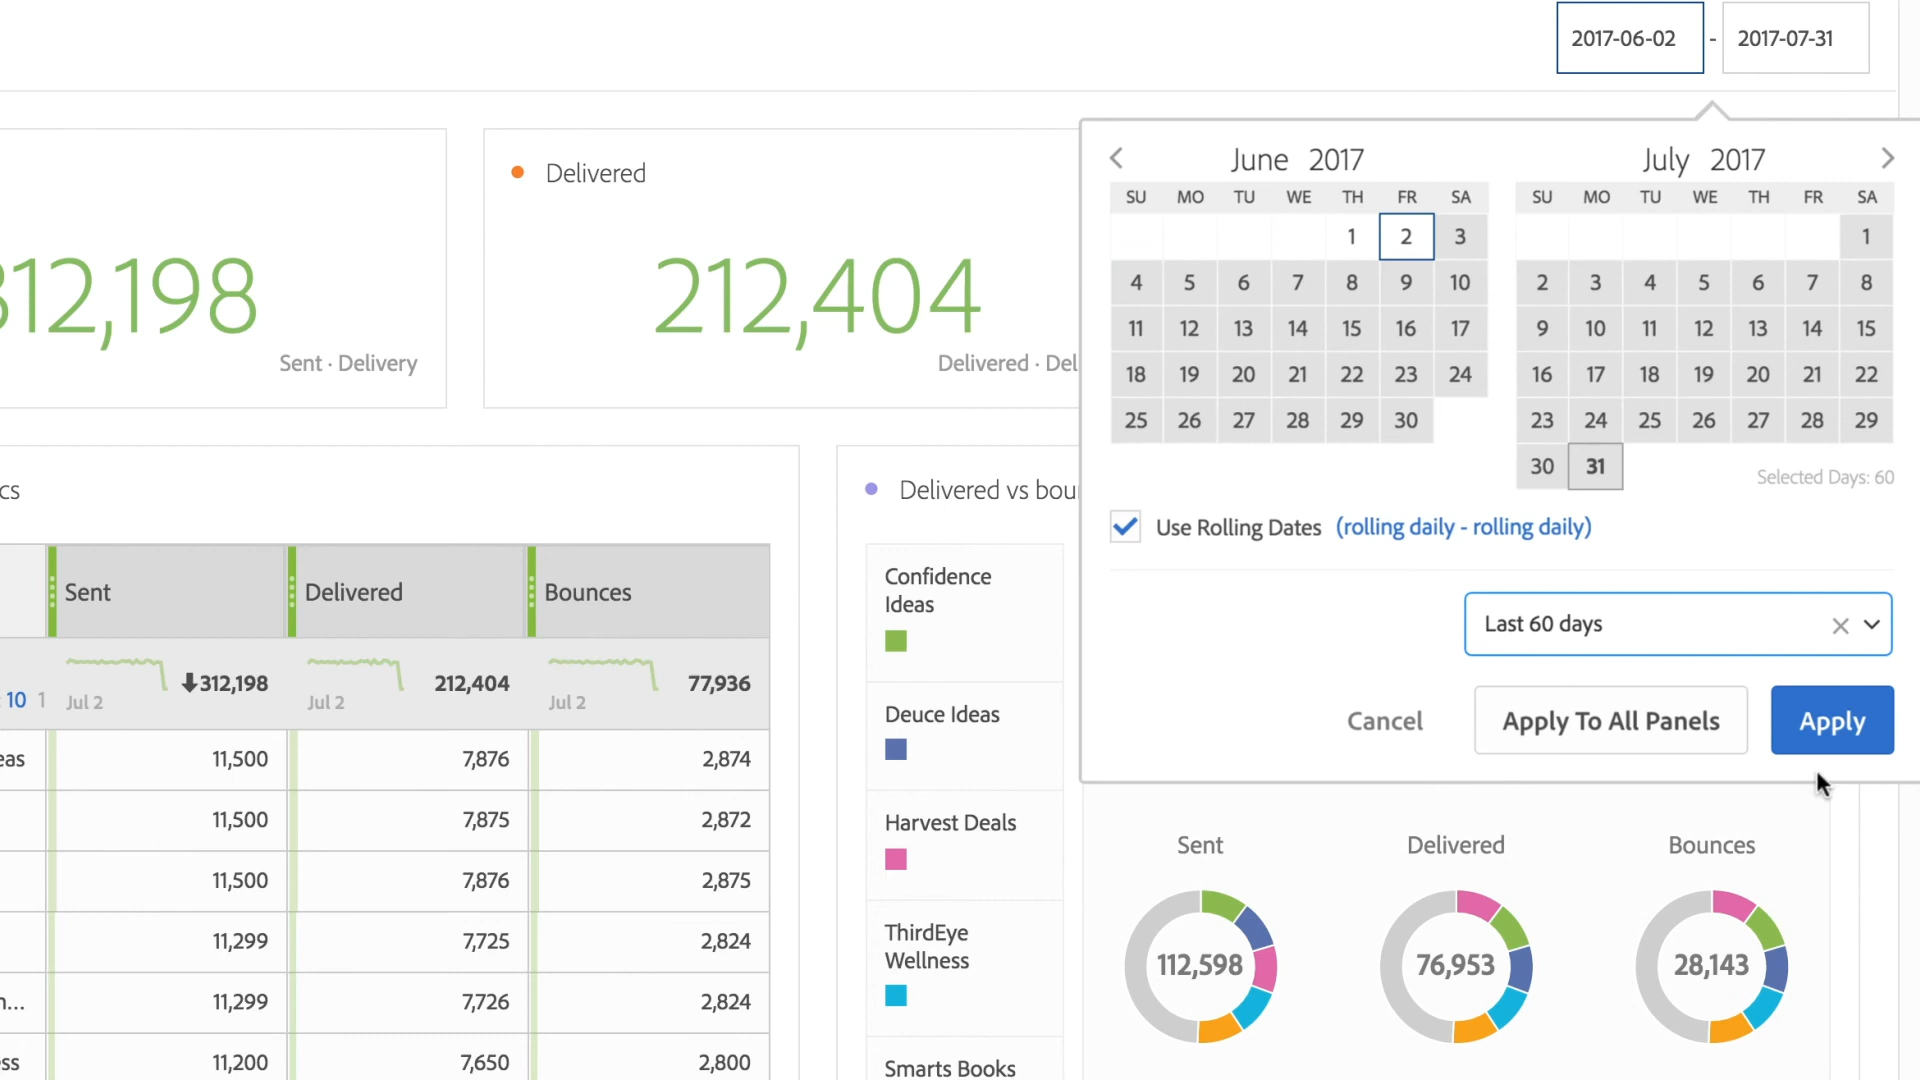 2017-06-02 - 2017-07-31
Delivered
312,198
Sent · Delivery
212,404
Delivered · Del
June 2017
SU MO TU WE TH FR SA
1 2 3
4 5 6 7 8 9 10
11 12 13 14 15 16 17
18 19 20 21 22 23 24
25 26 27 28 29 30
July 2017
SU MO TU WE TH FR SA
1
2 3 4 5 6 7 8
9 10 11 12 13 14 15
16 17 18 19 20 21 22
23 24 25 26 27 28 29
30 31
Selected Days: 60
Use Rolling Dates (rolling daily - rolling daily)
Last 60 days
Cancel
Apply To All Panels
Apply
cs
Sent Delivered Bounces
10 1
Jul 2 312,198
Jul 2 212,404
Jul 2 77,936
eas 11,500 7,876 2,874
11,500 7,875 2,872
11,500 7,876 2,875
11,299 7,725 2,824
n... 11,299 7,726 2,824
ss 11,200 7,650 2,800
Delivered vs bou
Confidence
Ideas
Deuce Ideas
Harvest Deals
ThirdEye
Wellness
Smarts Books
Sent Delivered Bounces
112,598 76,953 28,143